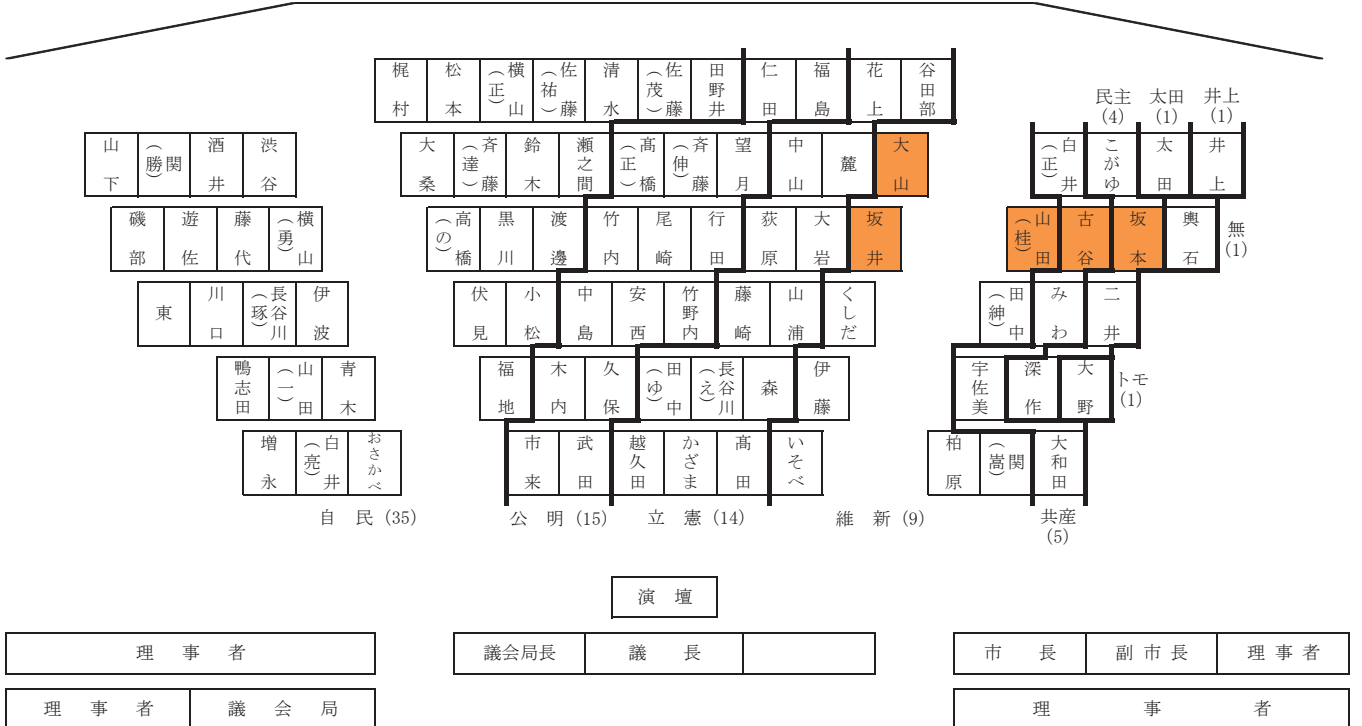 梶村 松本 横山(正) 佐藤(祐) 清水 佐藤(茂) 田野井 仁田 福島 花上 谷田部
民主(4) 太田(1) 井上(1)
山下 関(勝) 酒井 渋谷 大桑 斉藤(達) 鈴木 瀬之間 髙橋(正) 斉藤(伸) 望月 中山 麓 大山 白井(正) こがゆ 太田 井上
磯部 遊佐 藤代 横山(勇) 高橋(の) 黒川 渡邊 竹内 尾崎 行田 荻原 大岩 坂井 山田(桂) 古谷 坂本 輿石 無(1)
東 川口 長谷川(琢) 伊波 伏見 小松 中島 安西 竹野内 藤崎 山浦 くしだ 田中(紳) みわ 二井
鴨志田 山田(一) 青木 福地 木内 久保 田中(ゆ) 長谷川(え) 森 伊藤 宇佐美 深作 大野 トモ(1)
増永 白井(亮) おさかべ 市来 武田 越久田 かざま 髙田 いそべ 柏原 関(嵩) 大和田
自民(35) 公明(15) 立憲(14) 維新(9) 共産(5)
演壇
理事者 議会局長 議長 市長 副市長 理事者
理事者 議会局 理事者